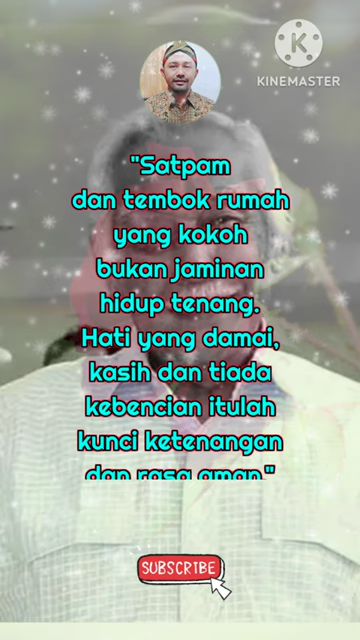 KINEMASTER
"Satpam
dan tembok rumah
yang kokoh
bukan jaminan
hidup tenang.
Hati yang damai,
kasih dan tiada
kebencian itulah
kunci ketenangan
dan rasa aman."
SUBSCRIBE